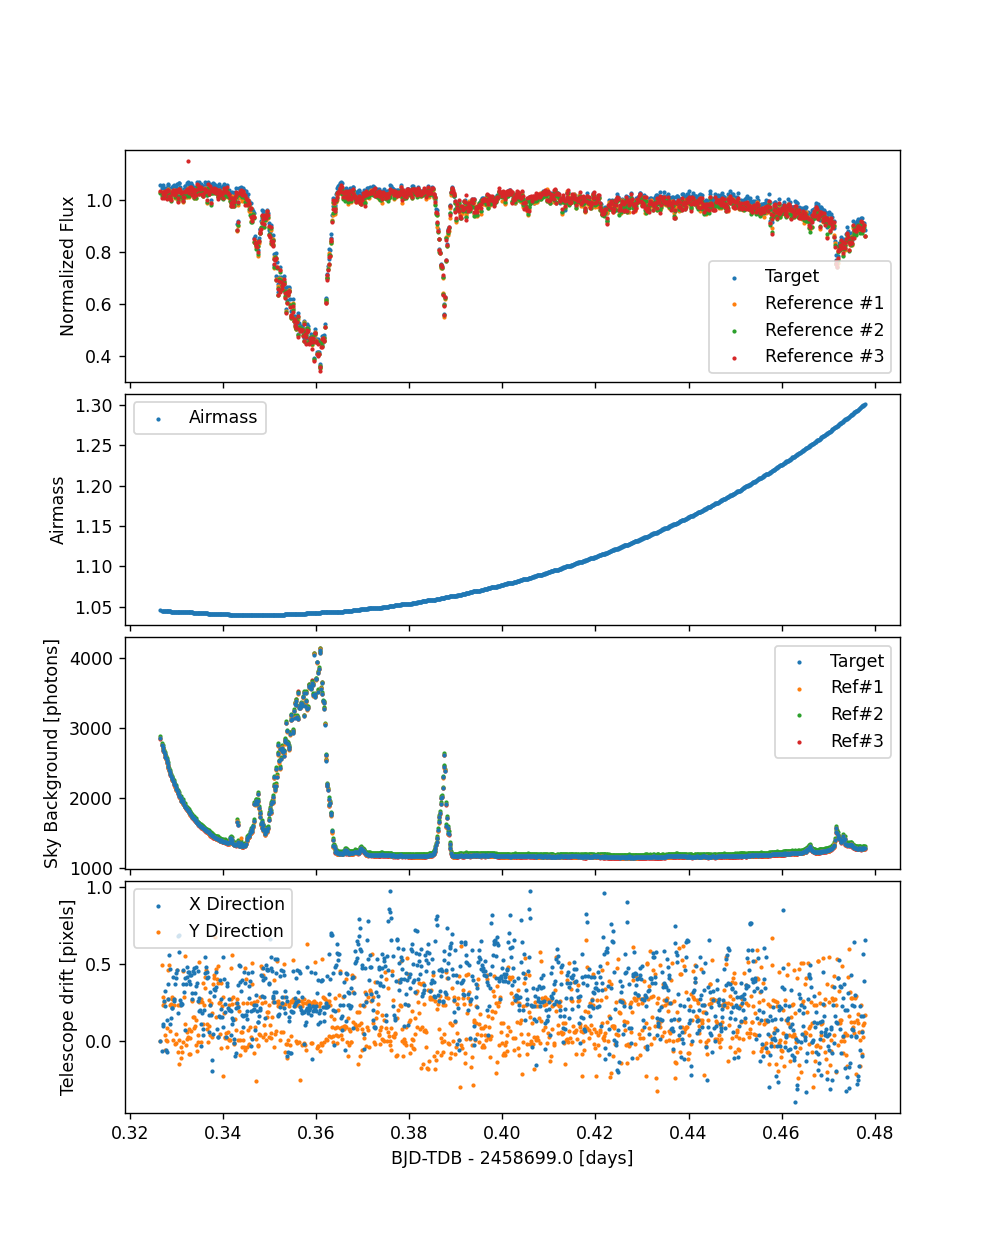 Normalized Flux
1.0
0.8
0.6
0.4
Target
Reference #1
Reference #2
Reference #3
Airmass
1.30
1.25
1.20
1.15
1.10
1.05
Airmass
Sky Background [photons]
4000
3000
2000
1000
Target
Ref#1
Ref#2
Ref#3
Telescope drift [pixels]
1.0
0.5
0.0
X Direction
Y Direction
0.32 0.34 0.36 0.38 0.40 0.42 0.44 0.46 0.48
BJD-TDB - 2458699.0 [days]